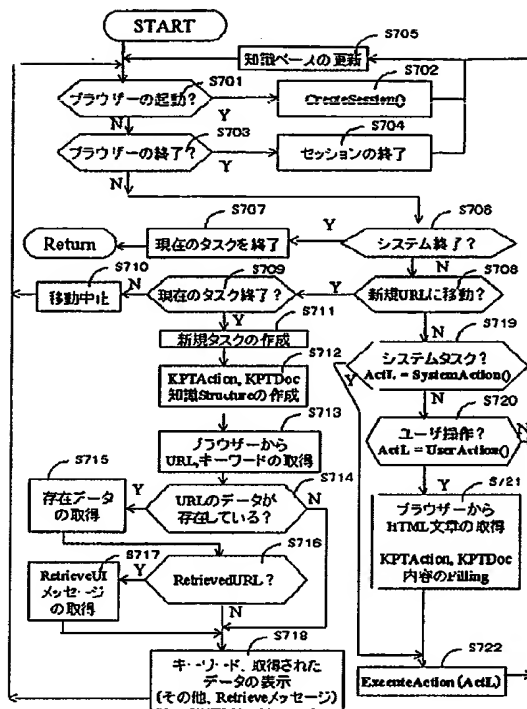 START
S705
知識ベースの更新
S701
ブラウザーの起動？
Y
N
S702
CreateSession()
S703
ブラウザーの終了？
Y
N
S704
セッションの終了
S706
システム終了？
Y
N
S707
現在のタスクを終了
Return
S708
新規URLに移動？
Y
N
S709
現在のタスク終了？
N
Y
S710
移動中止
S711
新規タスクの作成
S712
KPTAction, KPTDoc
知識Structureの作成
S713
ブラウザーから
URL,キーワードの取得
S714
URLのデータが
存在している？
Y
N
S715
存在データ
の取得
S716
RetrievedURL？
Y
N
S717
RetrieveUI
メッセージ
の取得
S718
キーワード、取得された
データの表示
(その他、Retrieveメッセージ)
S719
システムタスク？
ActL = SystemAction()
Y
N
S720
ユーザ操作？
ActL = UserAction()
N
Y
S721
ブラウザーから
HTML文章の取得
KPTAction, KPTDoc
内容のFilling
S722
ExecuteAction (ActL)